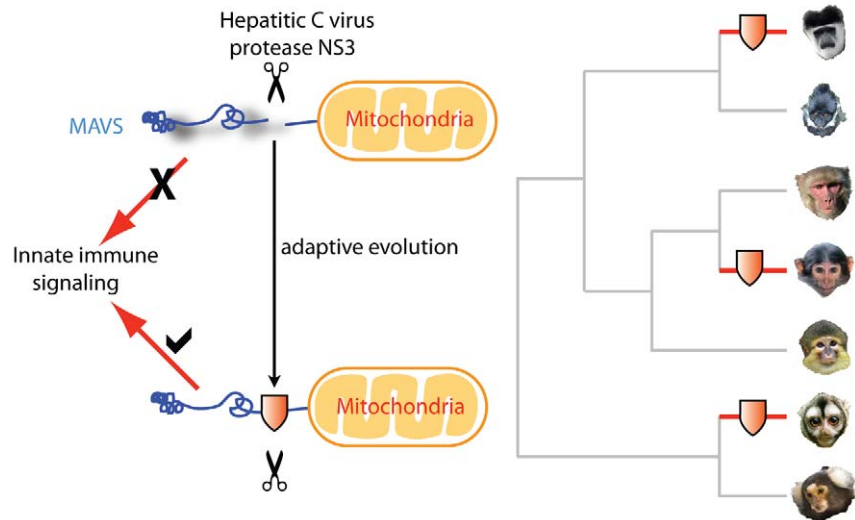 Hepatitic C virus
protease NS3
MAVS
Mitochondria
adaptive evolution
Innate immune
signaling
Mitochondria